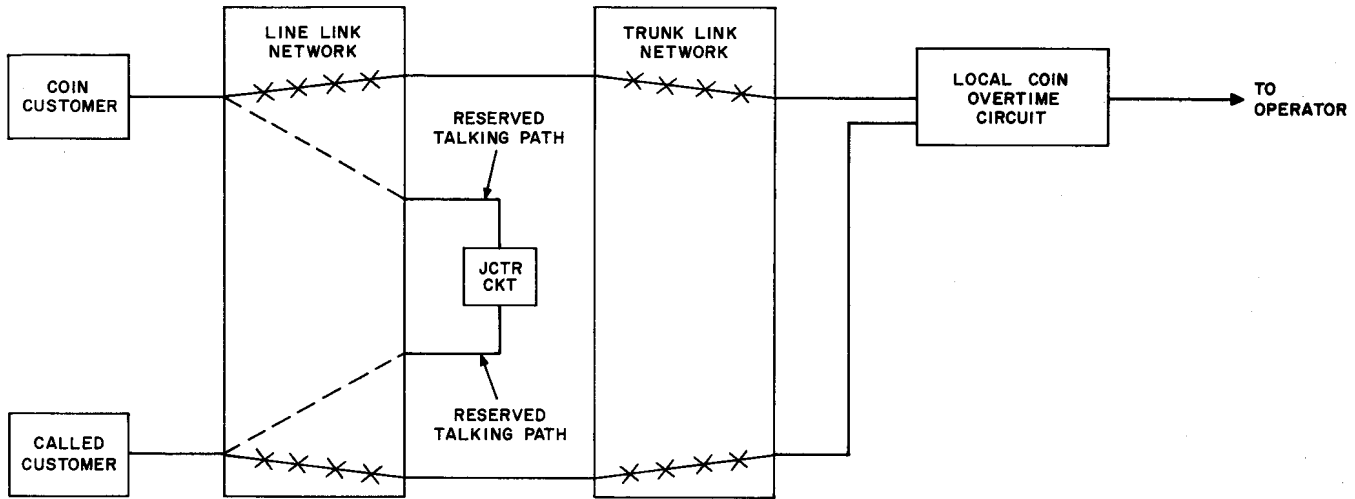 LINE LINK
NETWORK
TRUNK LINK
NETWORK
COIN
CUSTOMER
LOCAL COIN
OVERTIME
CIRCUIT
TO
OPERATOR
RESERVED
TALKING PATH
JCTR
CKT
RESERVED
TALKING PATH
CALLED
CUSTOMER